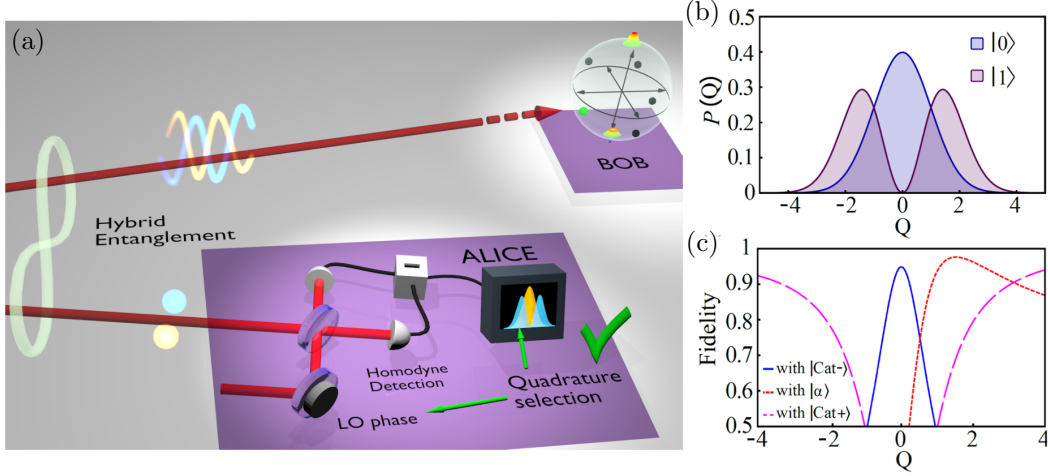 (a)
Hybrid
Entanglement
BOB
ALICE
Homodyne
Detection
Quadrature
selection
LO phase
(b)
P(Q)
0.5
0.4
0.3
0.2
0.1
0
|0⟩
|1⟩
-4 -2 0 2 4
Q
(c)
Fidelity
1
0.9
0.8
0.7
0.6
0.5
with |Cat-⟩
with |α⟩
with |Cat+⟩
-4 -2 0 2 4
Q